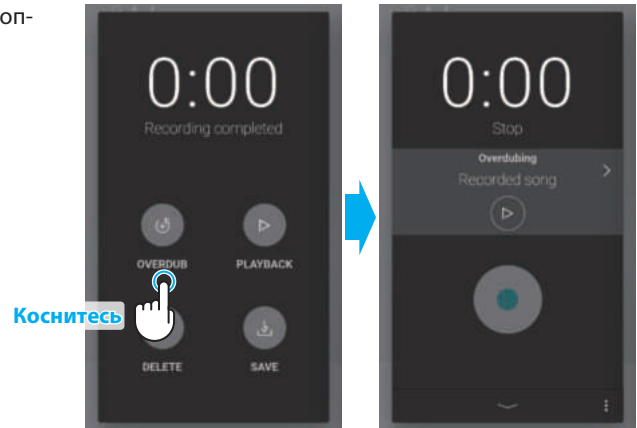 оп-
0:00
Recording completed
OVERDUB
PLAYBACK
Коснитесь
DELETE
SAVE
0:00
Stop
Overdubing
Recorded song